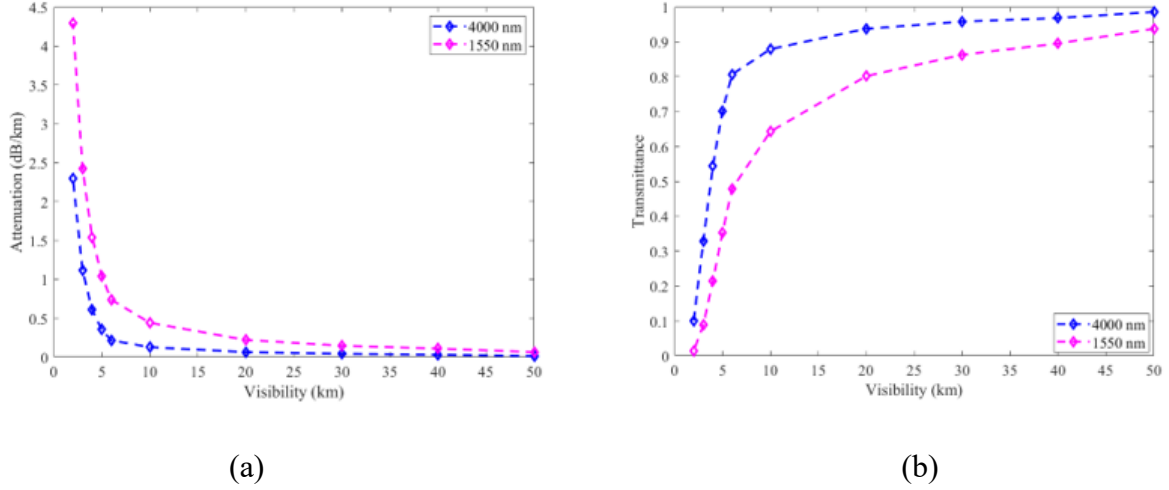 4.5
4
3.5
3
2.5
2
1.5
1
0.5
0
Attenuation (dB/km)
4000 nm
1550 nm
0 5 10 15 20 25 30 35 40 45 50
Visibility (km)
(a)
1
0.9
0.8
0.7
0.6
0.5
0.4
0.3
0.2
0.1
0
Transmittance
4000 nm
1550 nm
0 5 10 15 20 25 30 35 40 45 50
Visibility (km)
(b)